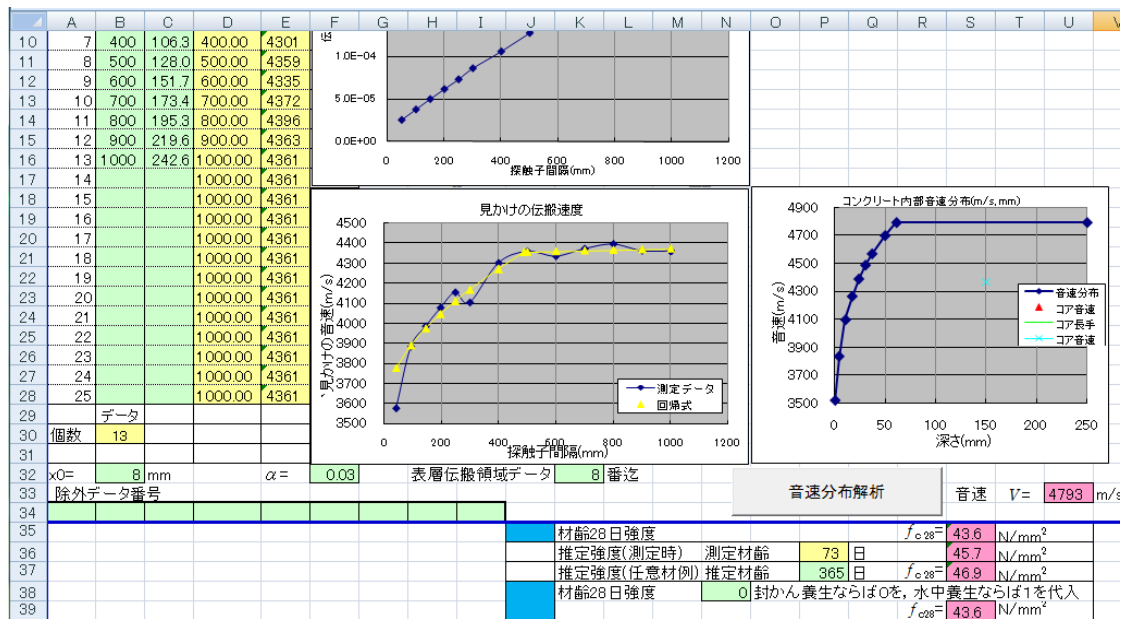 A B C D E F G H I J K L M N O P Q R S T U V
10 7 400 106.3 400.00 4301
11 8 500 128.0 500.00 4359
12 9 600 151.7 600.00 4335
13 10 700 173.4 700.00 4372
14 11 800 195.3 800.00 4396
15 12 900 219.6 900.00 4363
16 13 1000 242.6 1000.00 4361
17 14 1000.00 4361
18 15 1000.00 4361
19 16 1000.00 4361
20 17 1000.00 4361
21 18 1000.00 4361
22 19 1000.00 4361
23 20 1000.00 4361
24 21 1000.00 4361
25 22 1000.00 4361
26 23 1000.00 4361
27 24 1000.00 4361
28 25 1000.00 4361
29 データ
30 個数 13
31
1.0E-04
5.0E-05
0.0E+00
0 200 400 600 800 1000 1200
探触子間隔(mm)
見かけの伝搬速度
見かけの音速(m/s)
4500
4400
4300
4200
4100
4000
3900
3800
3700
3600
3500
測定データ
回帰式
0 200 400 600 800 1000 1200
探触子間隔(mm)
コンクリート内部音速分布(m/s,mm)
音速(m/s)
4900
4700
4500
4300
4100
3900
3700
3500
音速分布
コア音速
コア長手
コア音速
0 50 100 150 200 250
深さ(mm)
32 x0= 8 mm α= 0.03 表層伝搬領域データ 8 番迄
33 除外データ番号 音速分布解析 音速 V= 4793 m/s
34
35 材齢28日強度 fc28= 43.6 N/mm²
36 推定強度(測定時) 測定材齢 73 日 45.7 N/mm²
37 推定強度(任意材例) 推定材齢 365 日 fc28= 46.9 N/mm²
38 材齢28日強度 0 封かん養生ならば0を, 水中養生ならば1を代入
39 fc28= 43.6 N/mm²